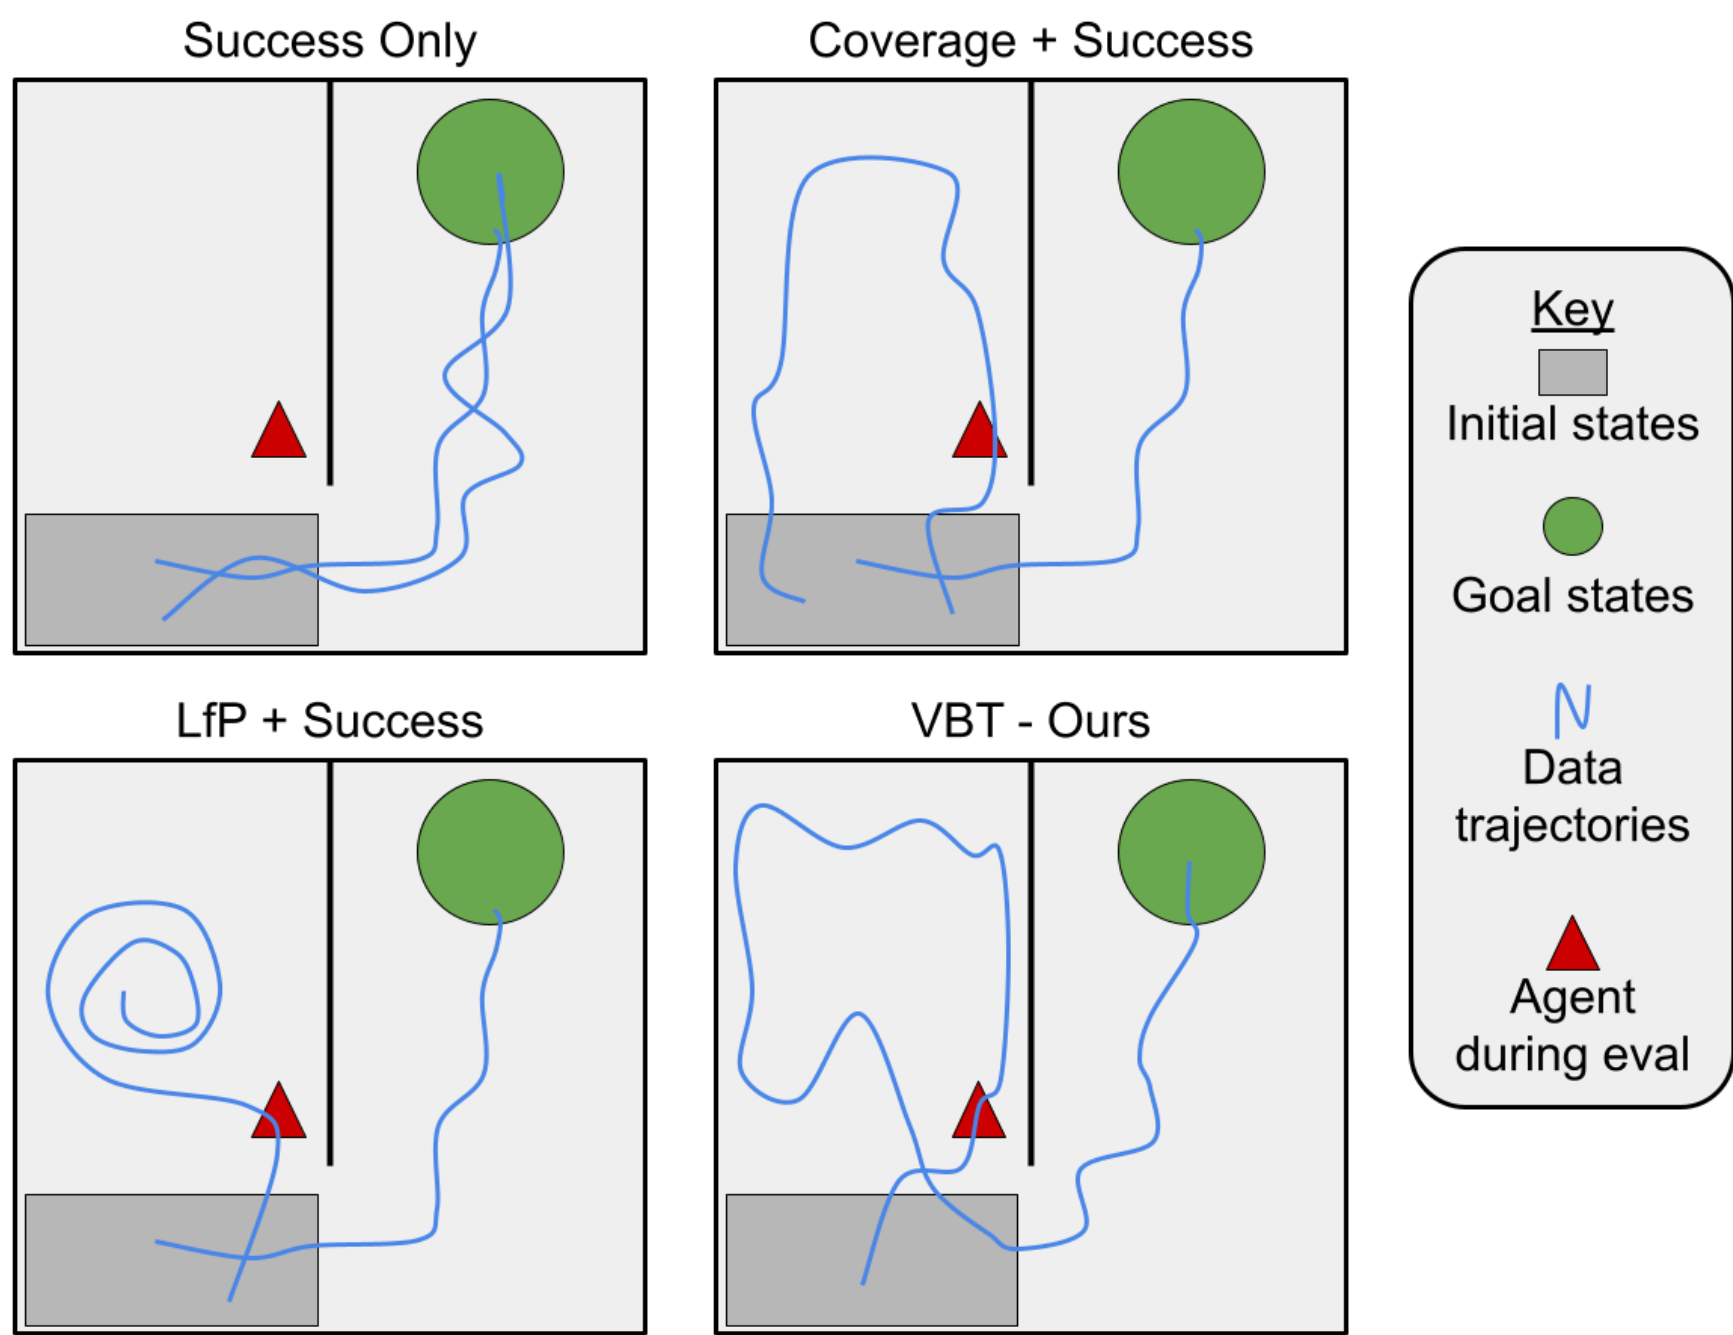 Success Only
Coverage + Success
LfP + Success
VBT - Ours
Key
Initial states
Goal states
Data
trajectories
Agent
during eval